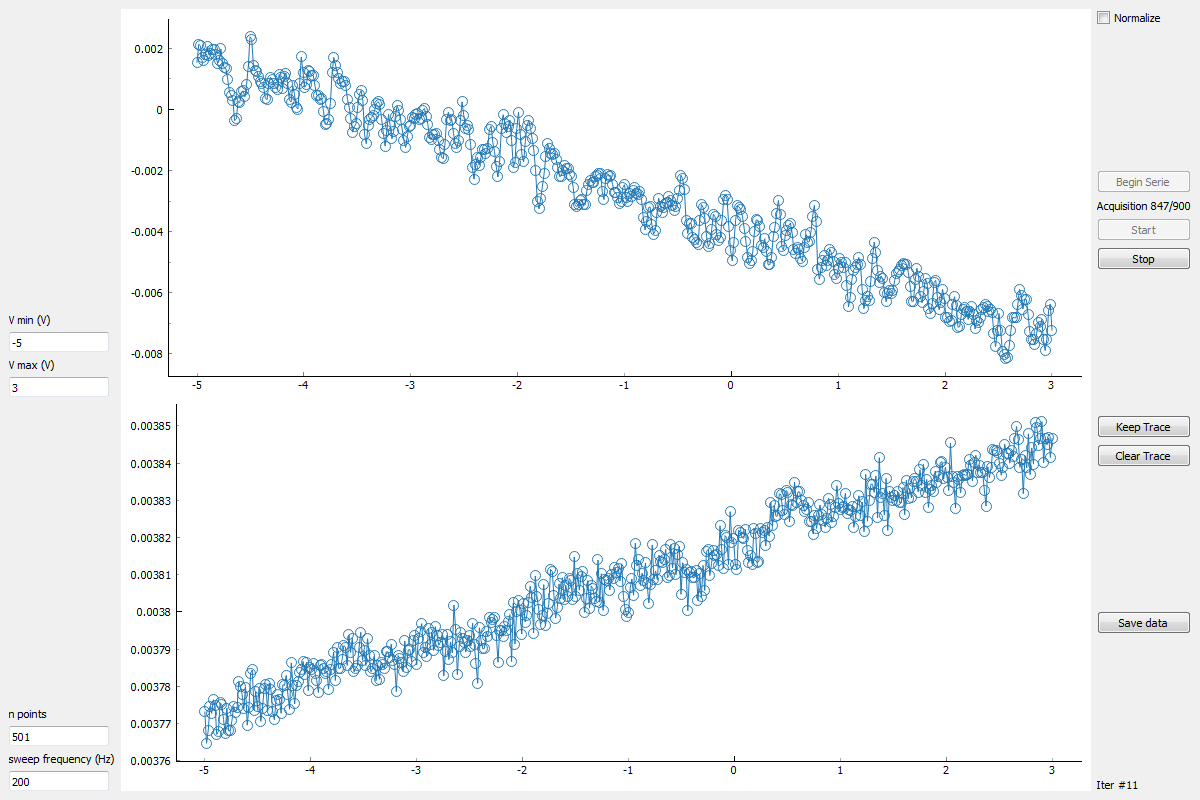 Normalize
0.002
0
-0.002
-0.004
-0.006
-0.008
-5
-4
-3
-2
-1
0
1
2
3
Begin Serie
Acquisition 847/900
Start
Stop
V min (V)
-5
V max (V)
3
0.00385
0.00384
0.00383
0.00382
0.00381
0.0038
0.00379
0.00378
0.00377
0.00376
-5
-4
-3
-2
-1
0
1
2
3
Keep Trace
Clear Trace
Save data
n points
501
sweep frequency (Hz)
200
Iter #11